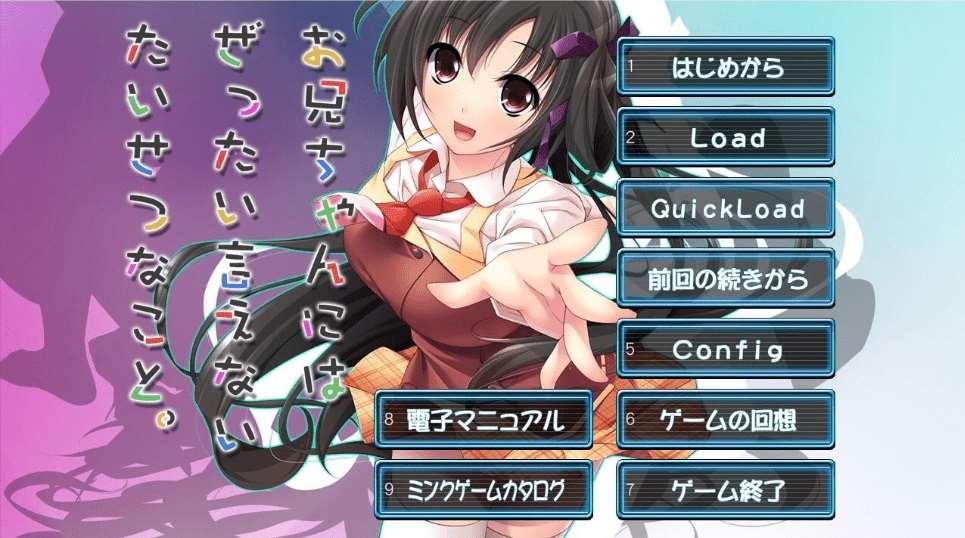 お兄ちゃんには
ぜったい言えない
たいせつなこと。
1 はじめから
2 Load
QuickLoad
前回の続きから
5 Config
8 電子マニュアル
6 ゲームの回想
9 ミンクゲームカタログ
7 ゲーム終了